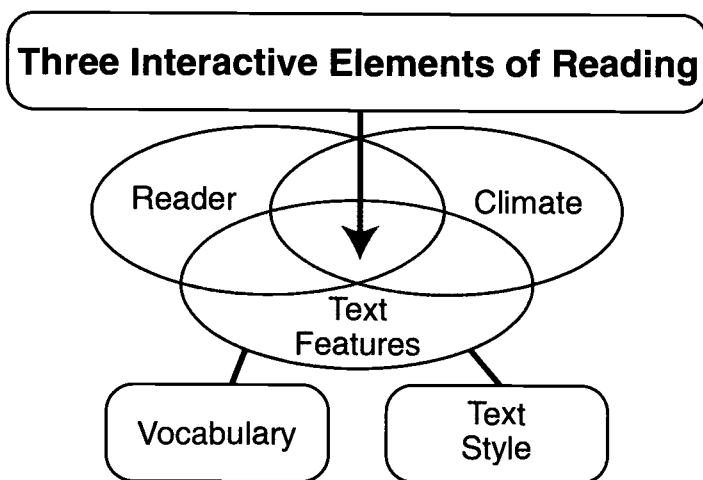 Three Interactive Elements of Reading
Reader
Climate
Text
Features
Vocabulary
Text
Style